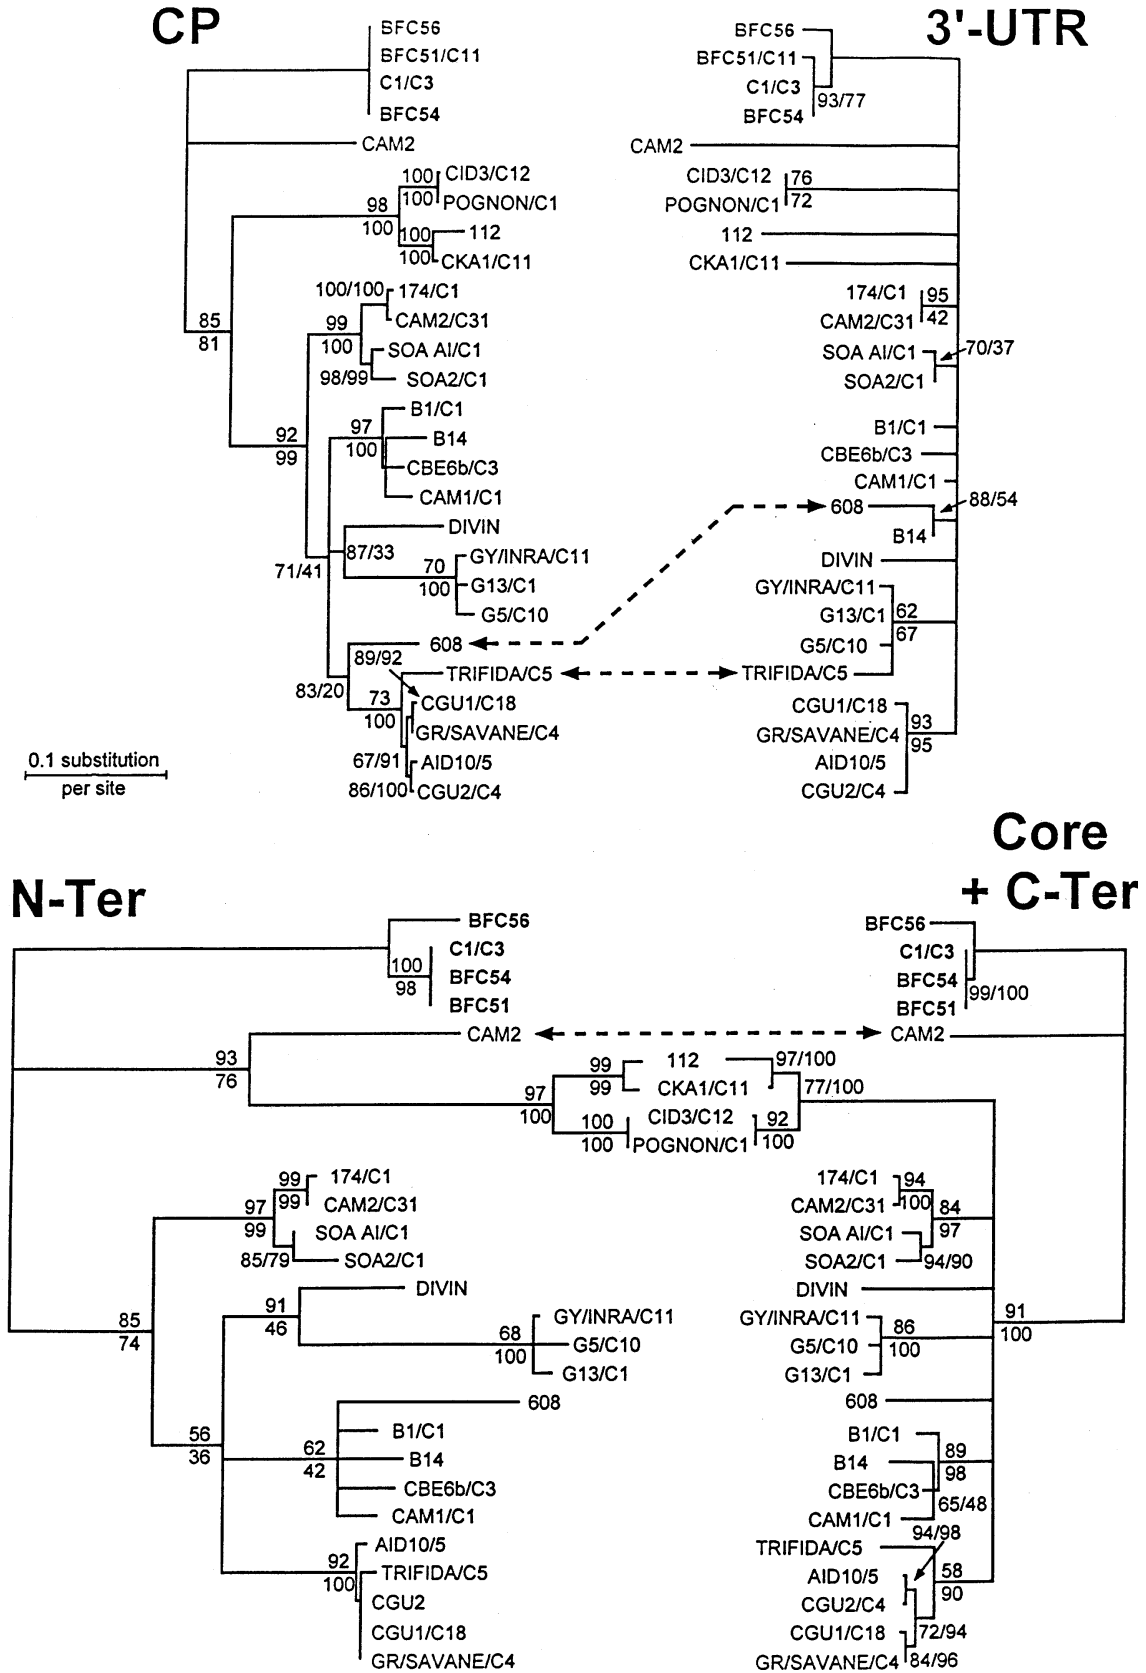 CP
BFC56
BFC51/C11
C1/C3
BFC54
CAM2
100
100
CID3/C12
POGNON/C1
98
100
100
100
112
CKA1/C11
100/100
174/C1
CAM2/C31
99
100
SOA AI/C1
98/99
SOA2/C1
85
81
B1/C1
97
100
B14
CBE6b/C3
CAM1/C1
92
99
DIVIN
87/33
71/41
70
100
GY/INRA/C11
G13/C1
G5/C10
608
89/92
TRIFIDA/C5
83/20
73
100
CGU1/C18
GR/SAVANE/C4
67/91
AID10/5
86/100
CGU2/C4
0.1 substitution
per site
3'-UTR
BFC56
BFC51/C11
C1/C3
93/77
BFC54
CAM2
CID3/C12
76
72
POGNON/C1
112
CKA1/C11
174/C1
95
42
CAM2/C31
SOA AI/C1
70/37
SOA2/C1
B1/C1
CBE6b/C3
CAM1/C1
608
88/54
B14
DIVIN
GY/INRA/C11
G13/C1
62
67
G5/C10
TRIFIDA/C5
CGU1/C18
93
95
GR/SAVANE/C4
AID10/5
CGU2/C4
N-Ter
BFC56
C1/C3
100
98
BFC54
BFC51
CAM2
93
76
99
99
112
CKA1/C11
97
100
100
100
CID3/C12
POGNON/C1
99
99
174/C1
CAM2/C31
97
99
SOA AI/C1
85/79
SOA2/C1
DIVIN
91
46
85
74
GY/INRA/C11
68
100
G5/C10
G13/C1
608
B1/C1
56
36
62
42
B14
CBE6b/C3
CAM1/C1
AID10/5
92
100
TRIFIDA/C5
CGU2
CGU1/C18
GR/SAVANE/C4
Core
+ C-Ter
BFC56
C1/C3
BFC54
99/100
BFC51
CAM2
97/100
77/100
92
100
174/C1
94
100
CAM2/C31
84
97
SOA AI/C1
SOA2/C1
94/90
DIVIN
91
100
GY/INRA/C11
86
100
G5/C10
G13/C1
608
B1/C1
89
98
B14
CBE6b/C3
65/48
CAM1/C1
94/98
TRIFIDA/C5
58
90
AID10/5
CGU2/C4
CGU1/C18
72/94
GR/SAVANE/C4
84/96